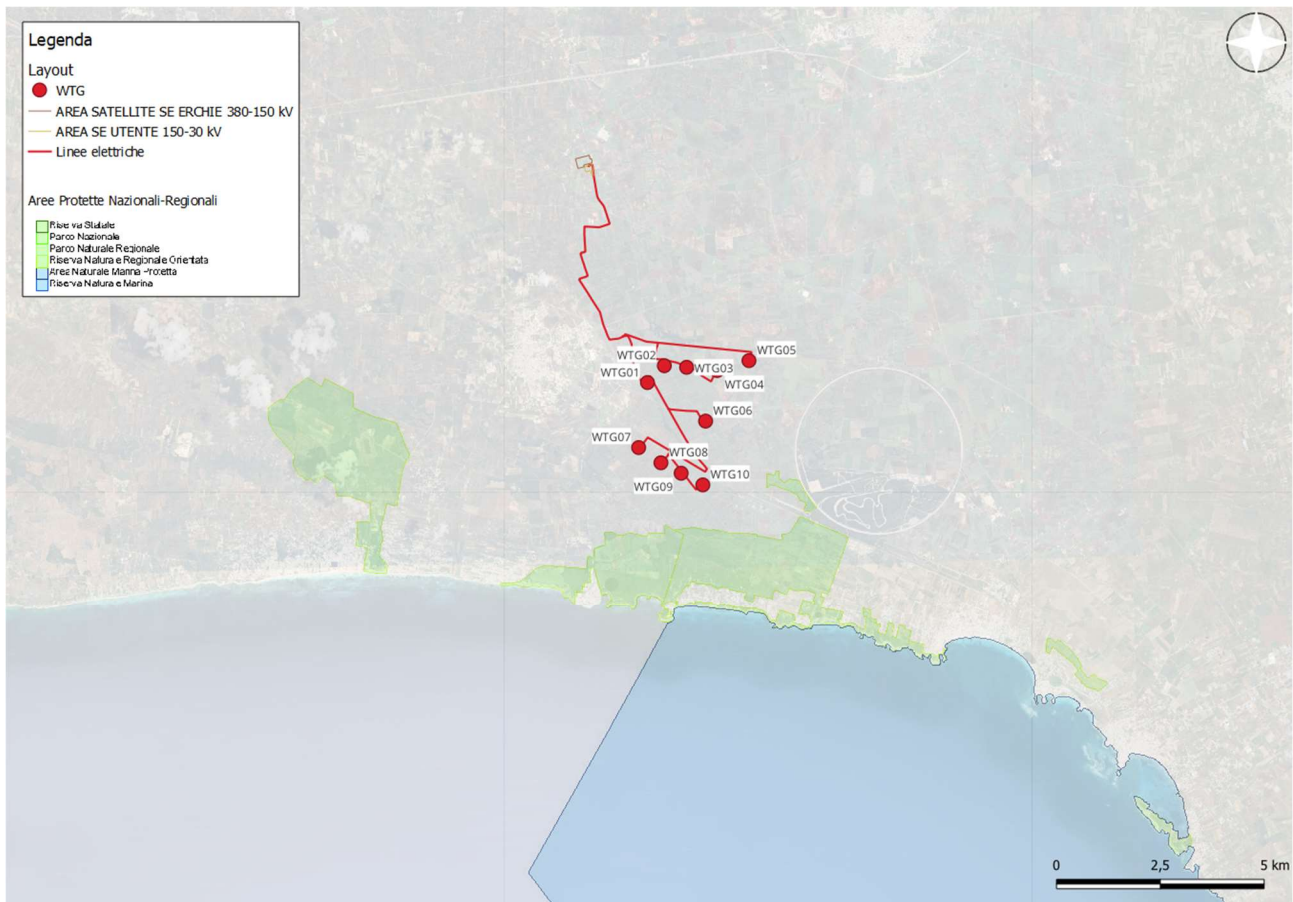 Legenda
Layout
WTG
AREA SATELLITE SE ERCHIE 380-150 kV
AREA SE UTENTE 150-30 kV
Linee elettriche
Aree Protette Nazionali-Regionali
Riserva Statale
Parco Nazionale
Parco Naturale Regionale
Riserva Naturale Regionale Orientata
Area Naturale Marina Protetta
Riserva Naturale Marina
WTG05
WTG02
WTG03
WTG01
WTG04
WTG06
WTG07
WTG08
WTG10
WTG09
0 2,5 5 km